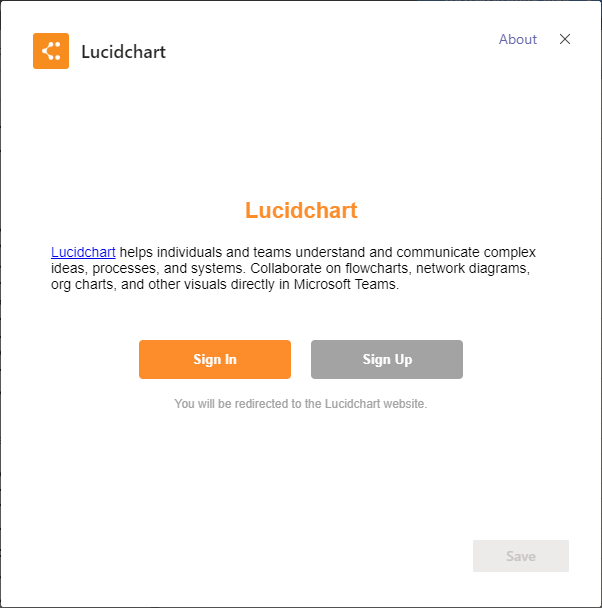 Lucidchart
About
Lucidchart
Lucidchart helps individuals and teams understand and communicate complex
ideas, processes, and systems. Collaborate on flowcharts, network diagrams,
org charts, and other visuals directly in Microsoft Teams.
Sign In
Sign Up
You will be redirected to the Lucidchart website.
Save